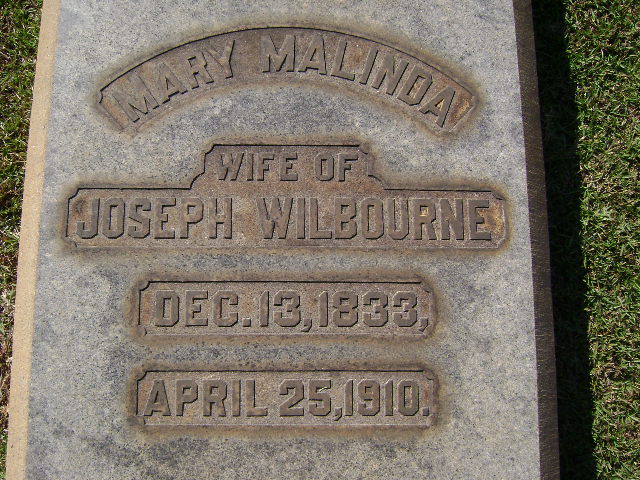 MARY MALINDA
WIFE OF
JOSEPH WILBOURNE
DEC. 13, 1833,
APRIL 25, 1910.